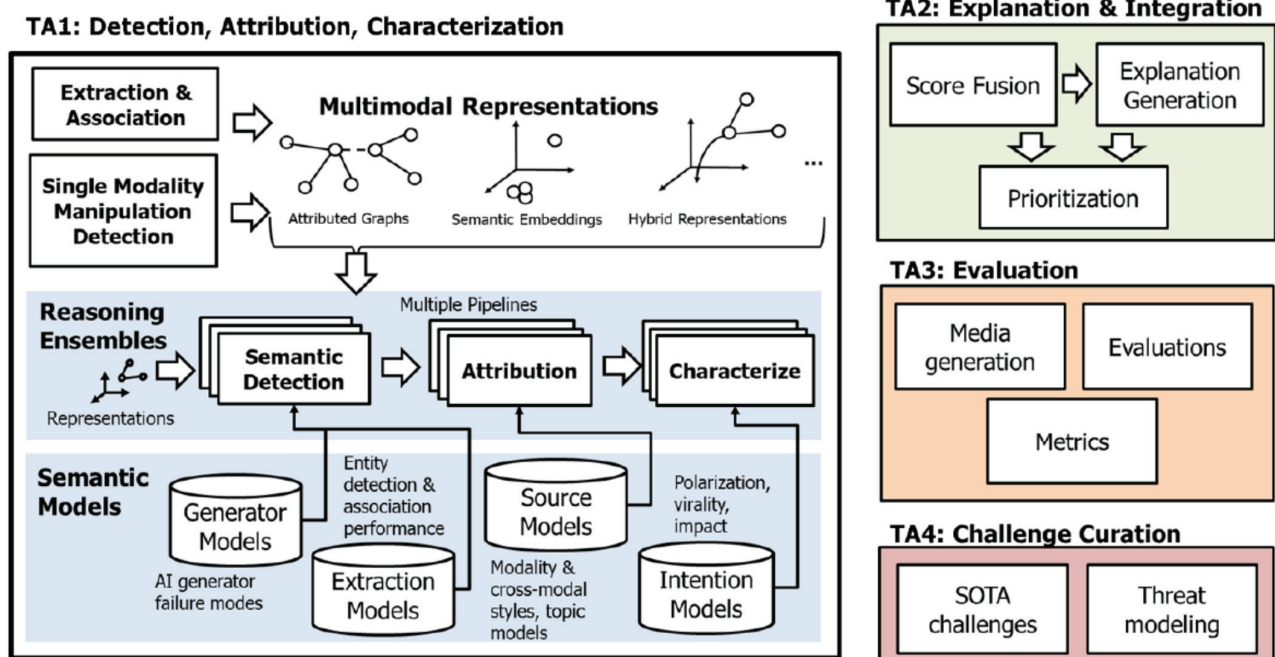 TA1: Detection, Attribution, Characterization
Extraction &
Association
Single Modality
Manipulation
Detection
Multimodal Representations
...
Attributed Graphs
Semantic Embeddings
Hybrid Representations
Reasoning
Ensembles
Representations
Multiple Pipelines
Semantic
Detection
Attribution
Characterize
Semantic
Models
Generator
Models
AI generator
failure modes
Entity
detection &
association
performance
Extraction
Models
Source
Models
Modality &
cross-modal
styles, topic
models
Polarization,
virality,
impact
Intention
Models
TA2: Explanation & Integration
Score Fusion
Explanation
Generation
Prioritization
TA3: Evaluation
Media
generation
Evaluations
Metrics
TA4: Challenge Curation
SOTA
challenges
Threat
modeling